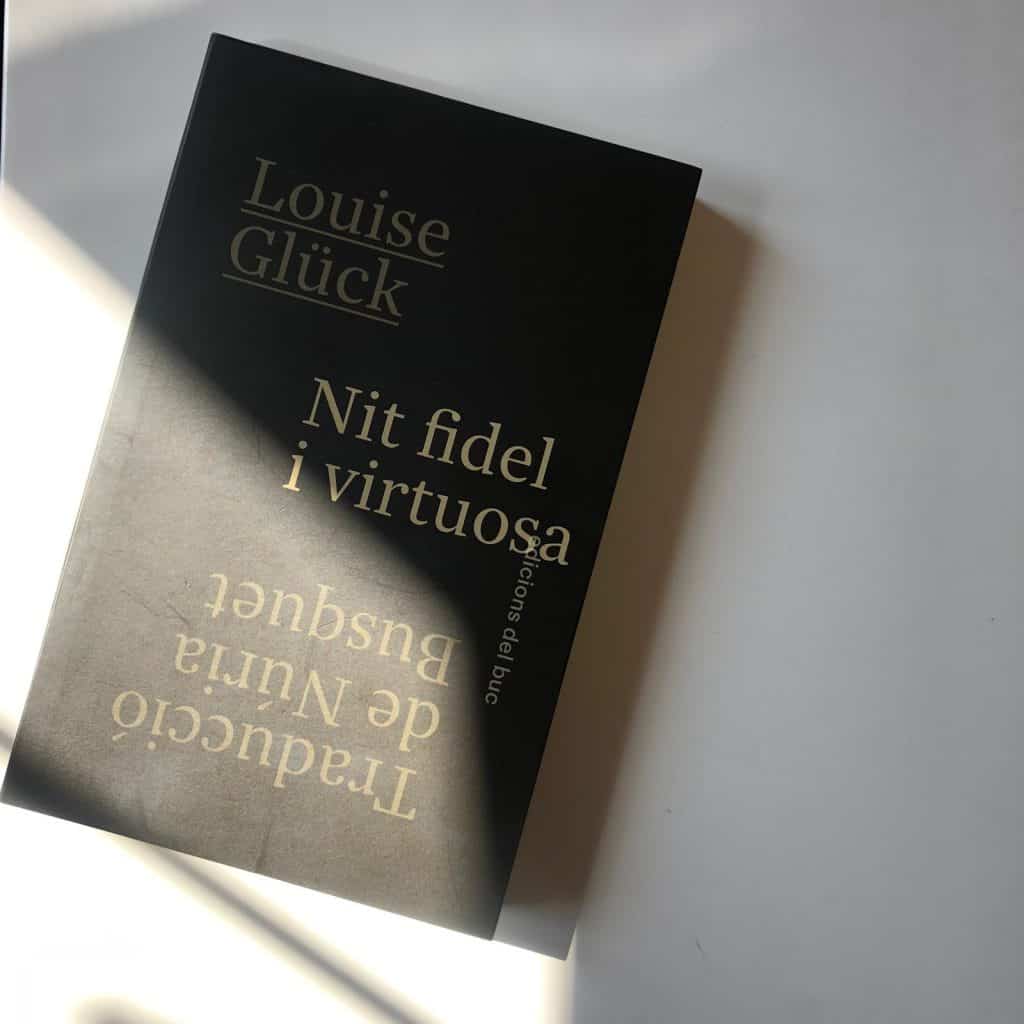 Louise
Glück
Nit fidel
i virtuosa
edicions del buc
Traducció
de Núria
Busquet